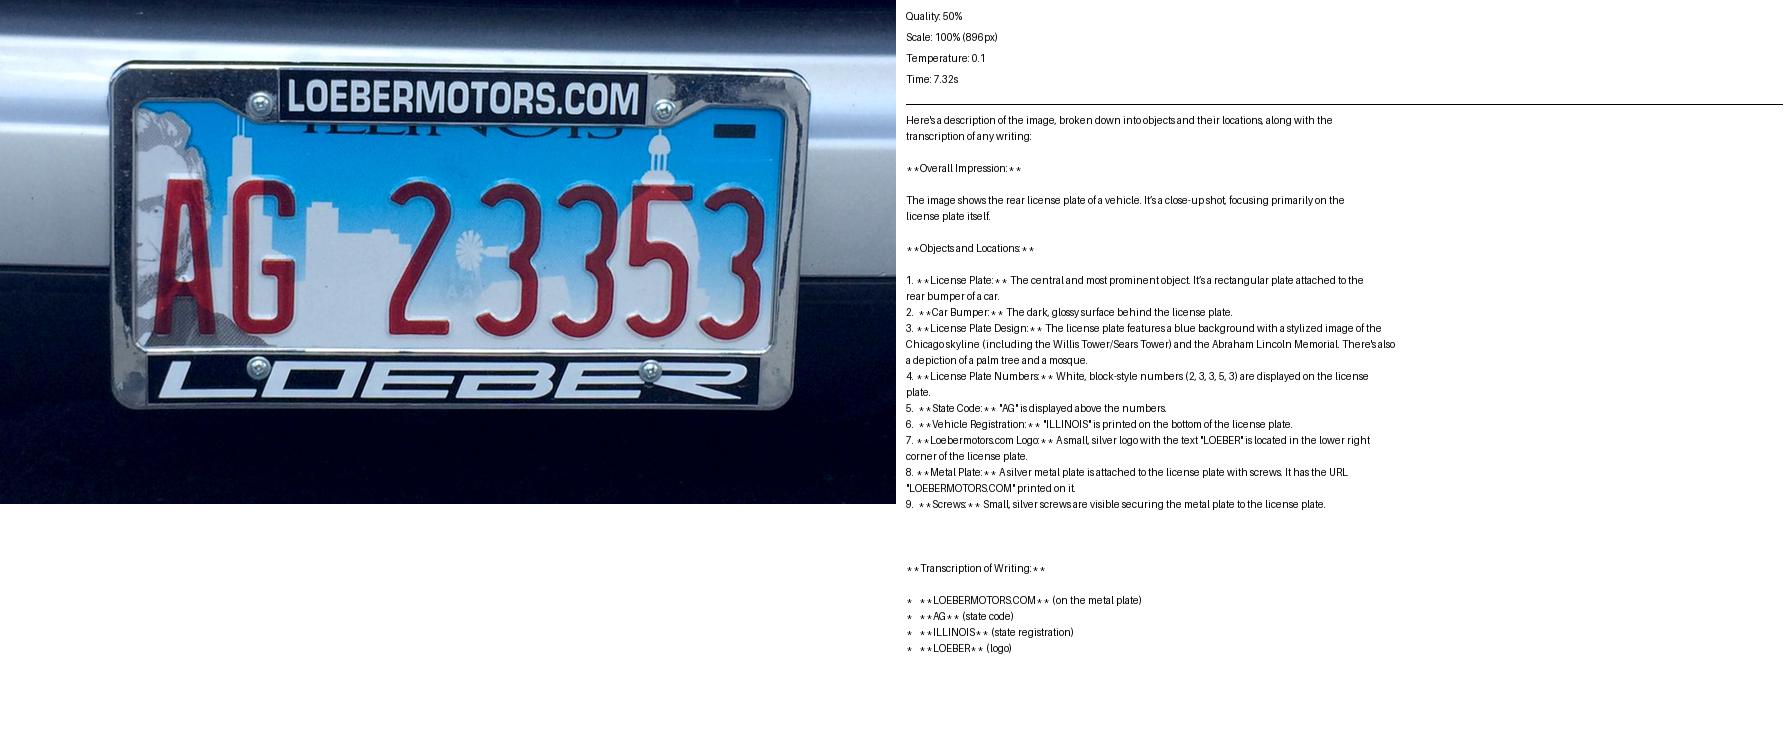 LOEBERMOTORS.COM
ILLINOIS
AG 23353
LOEBER
Quality: 50%
Scale: 100% (896px)
Temperature: 0.1
Time: 7.32s
Here's a description of the image, broken down into objects and their locations, along with the
transcription of any writing:
**Overall Impression:**
The image shows the rear license plate of a vehicle. It's a close-up shot, focusing primarily on the
license plate itself.
**Objects and Locations:**
1. **License Plate:** The central and most prominent object. It's a rectangular plate attached to the
rear bumper of a car.
2. **Car Bumper:** The dark, glossy surface behind the license plate.
3. **License Plate Design:** The license plate features a blue background with a stylized image of the
Chicago skyline (including the Willis Tower/Sears Tower) and the Abraham Lincoln Memorial. There's also
a depiction of a palm tree and a mosque.
4. **License Plate Numbers:** White, block-style numbers (2, 3, 3, 5, 3) are displayed on the license
plate.
5. **State Code:** "AG" is displayed above the numbers.
6. **Vehicle Registration:** "ILLINOIS" is printed on the bottom of the license plate.
7. **Loebermotors.com Logo:** A small, silver logo with the text "LOEBER" is located in the lower right
corner of the license plate.
8. **Metal Plate:** A silver metal plate is attached to the license plate with screws. It has the URL
"LOEBERMOTORS.COM" printed on it.
9. **Screws:** Small, silver screws are visible securing the metal plate to the license plate.
**Transcription of Writing:**
* **LOEBERMOTORS.COM** (on the metal plate)
* **AG** (state code)
* **ILLINOIS** (state registration)
* **LOEBER** (logo)